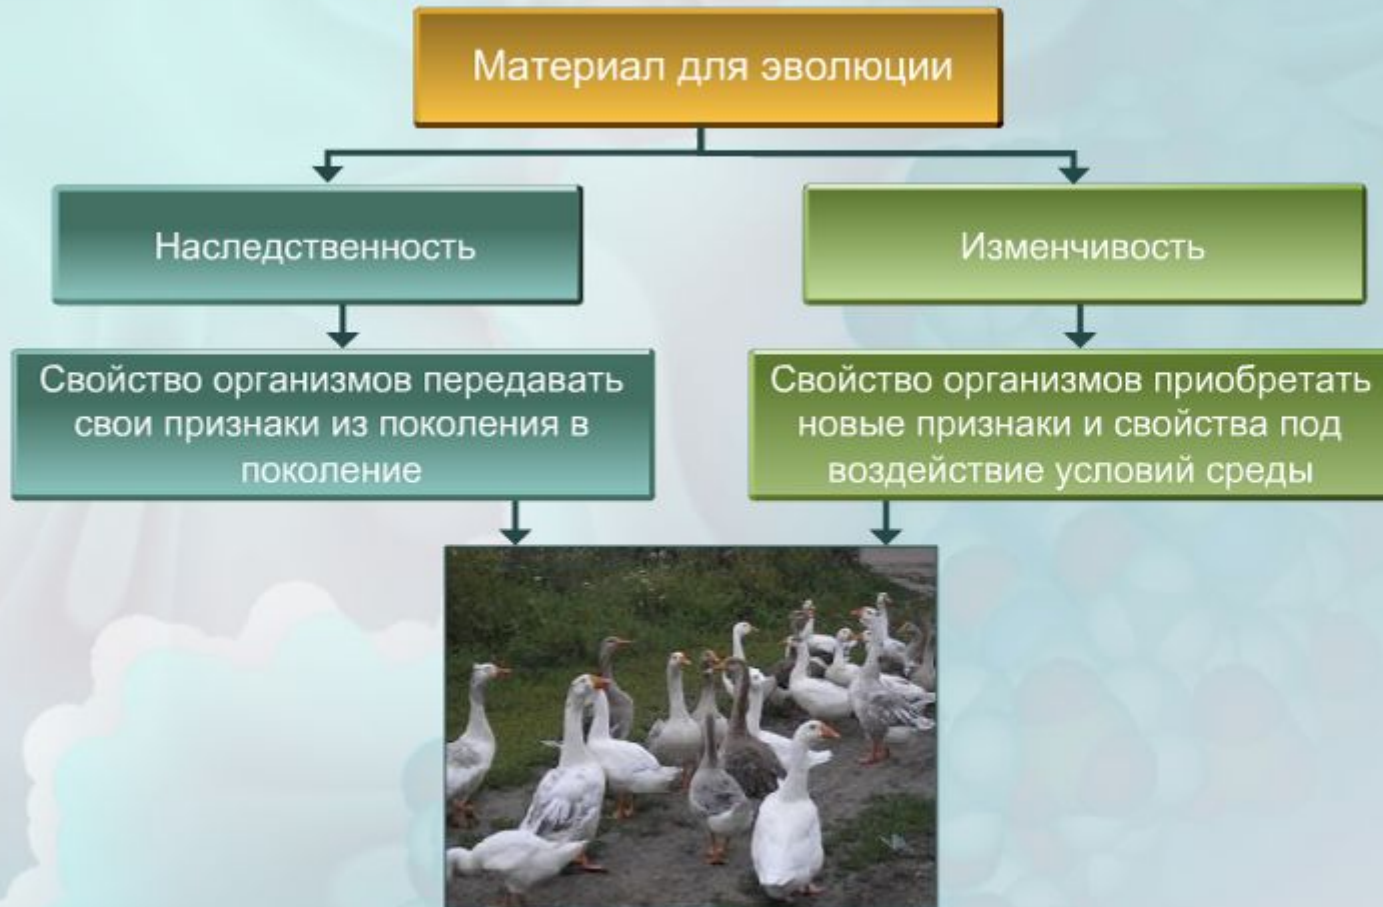 Материал для эволюции
Наследственность
Изменчивость
Свойство организмов передавать
свои признаки из поколения в
поколение
Свойство организмов приобретать
новые признаки и свойства под
воздействие условий среды